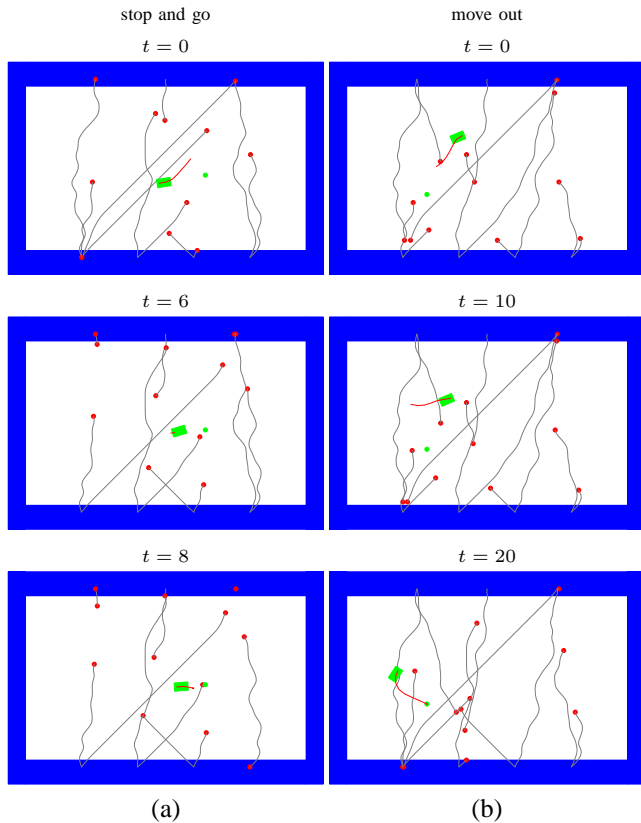 stop and go
move out
t = 0
t = 0
t = 6
t = 10
t = 8
t = 20
(a)
(b)